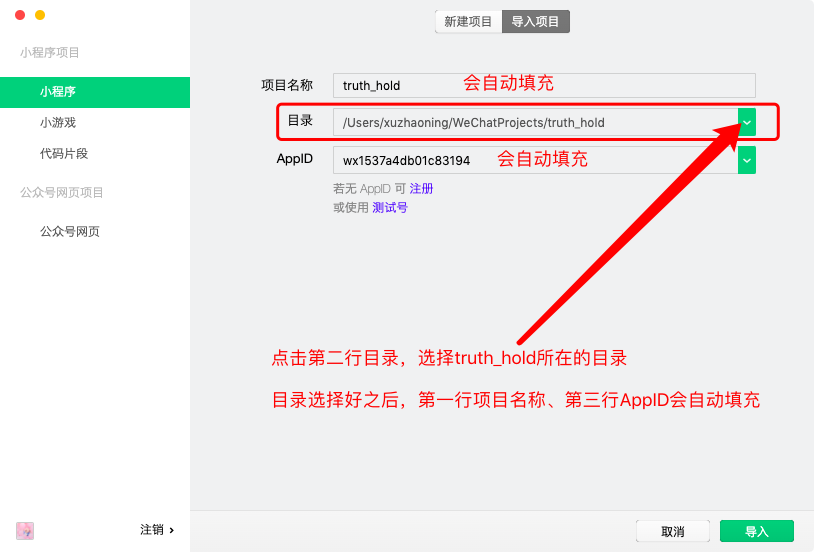 新建项目 导入项目
小程序项目
小程序
小游戏
代码片段
公众号网页项目
公众号网页
项目名称 truth_hold 会自动填充
目录 /Users/xuzhaoning/WeChatProjects/truth_hold
AppID wx1537a4db01c83194 会自动填充
若无 AppID 可 注册
或使用 测试号
点击第二行目录，选择truth_hold所在的目录
目录选择好之后，第一行项目名称、第三行AppID会自动填充
注销 ›
取消 导入